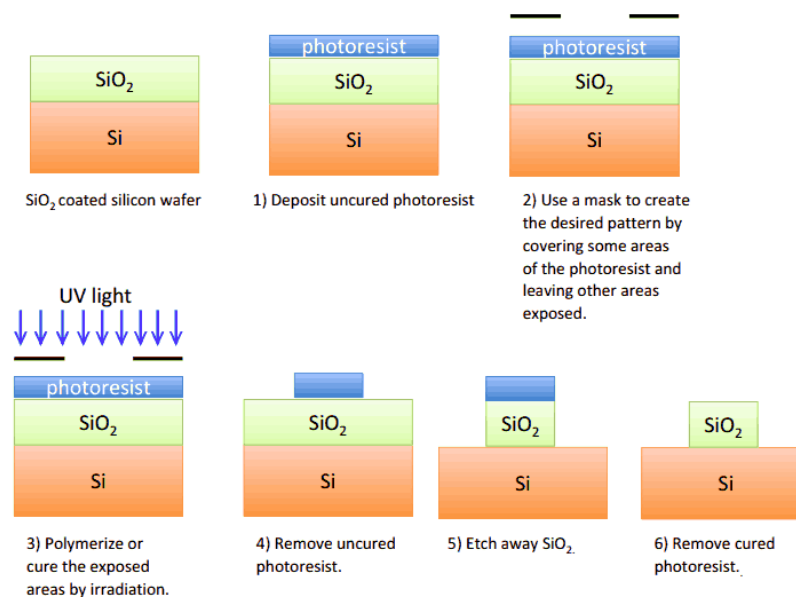 SiO₂
Si
SiO₂ coated silicon wafer
photoresist
SiO₂
Si
1) Deposit uncured photoresist
photoresist
SiO₂
Si
2) Use a mask to create
the desired pattern by
covering some areas
of the photoresist and
leaving other areas
exposed.
UV light
photoresist
SiO₂
Si
3) Polymerize or
cure the exposed
areas by irradiation.
SiO₂
Si
4) Remove uncured
photoresist.
SiO₂
Si
5) Etch away SiO₂.
SiO₂
Si
6) Remove cured
photoresist.